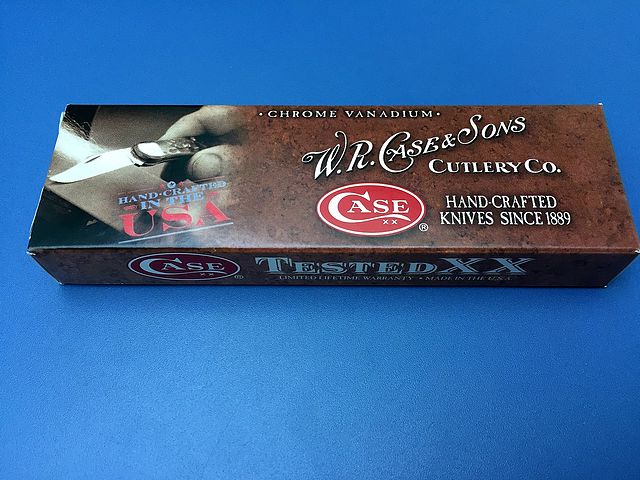 · CHROME VANADIUM ·
W.R. CASE & SONS
CUTLERY CO.
HAND-CRAFTED
IN THE
USA
CASE
XX
®
HAND-CRAFTED
KNIVES SINCE 1889
CASE
XX
®
TESTED XX
LIMITED LIFETIME WARRANTY • MADE IN THE U.S.A.